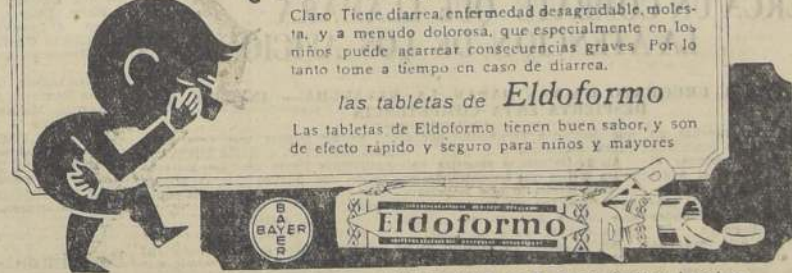 Claro Tiene diarrea, enfermedad desagradable, moles-
ta, y a menudo dolorosa, que especialmente en los
niños puede acarrear consecuencias graves Por lo
tanto tome a tiempo en caso de diarrea.
las tabletas de Eldoformo
Las tabletas de Eldoformo tienen buen sabor, y son
de efecto rápido y seguro para niños y mayores
BAYER
BAYER
Eldoformo